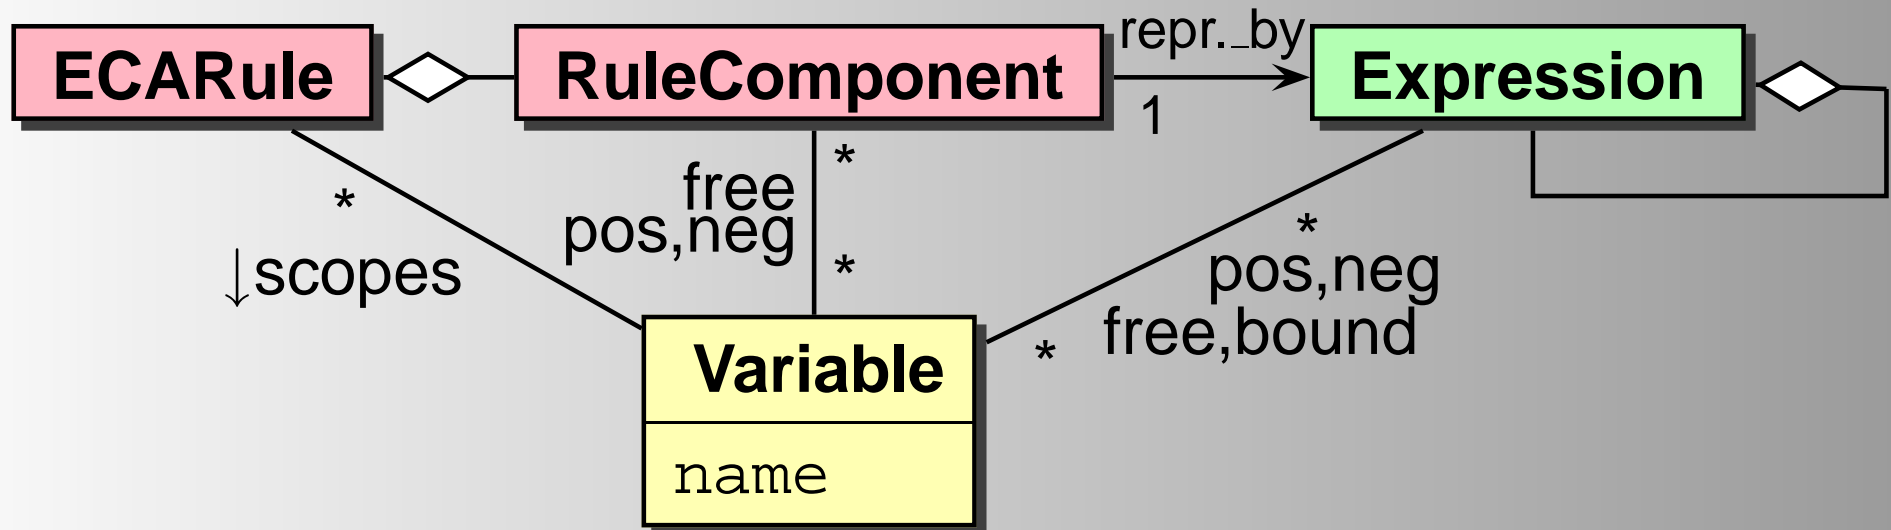 repr._by
ECARule
RuleComponent
Expression
1
*
free
*
pos,neg
*
pos,neg
↓scopes
*
free,bound
*
Variable
name